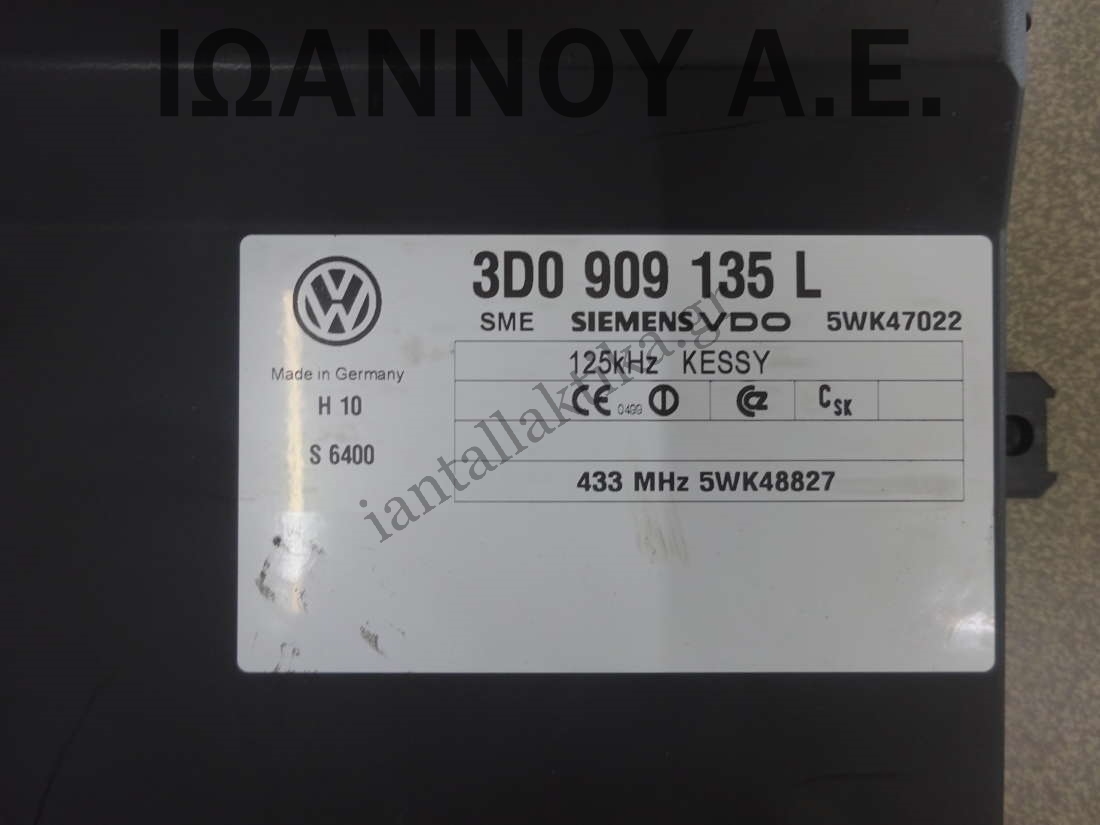 ΙΩΑΝΝΟΥ Α.Ε.
3D0 909 135 L
SME SIEMENS VDO 5WK47022
125kHz KESSY
Made in Germany
CE 0499
CZ
CSK
H 10
S 6400
433 MHz 5WK48827
iantallaktika.gr